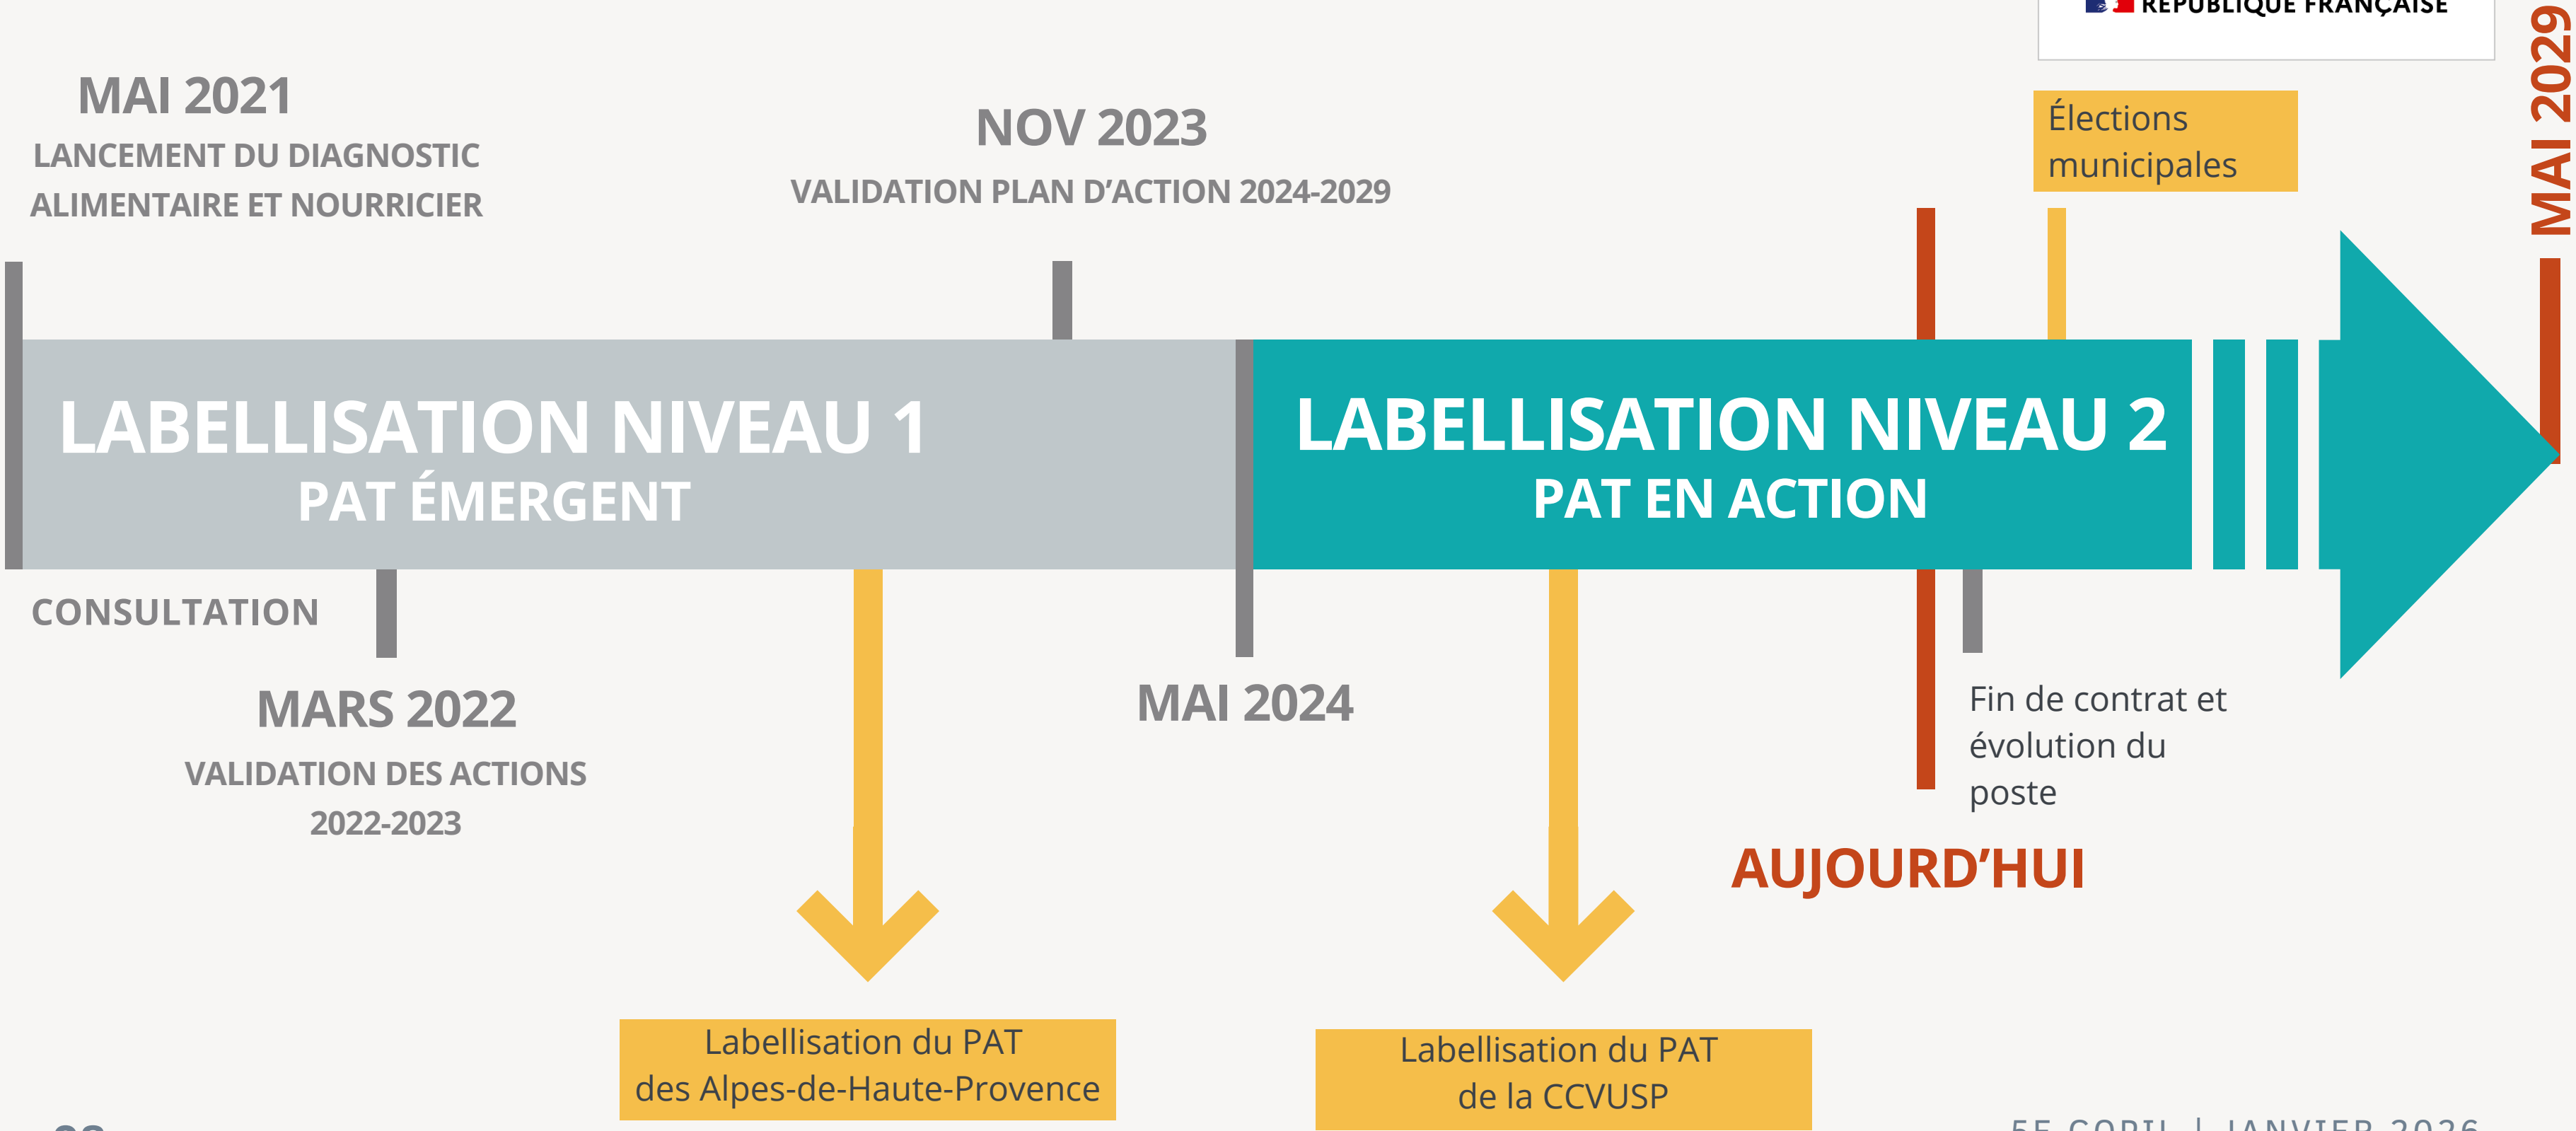 RÉPUBLIQUE FRANÇAISE
MAI 2029
MAI 2021
LANCEMENT DU DIAGNOSTIC
ALIMENTAIRE ET NOURRICIER
NOV 2023
VALIDATION PLAN D’ACTION 2024-2029
Élections
municipales
LABELLISATION NIVEAU 1
PAT ÉMERGENT
LABELLISATION NIVEAU 2
PAT EN ACTION
CONSULTATION
MARS 2022
VALIDATION DES ACTIONS
2022-2023
MAI 2024
Fin de contrat et
évolution du
poste
AUJOURD’HUI
Labellisation du PAT
des Alpes-de-Haute-Provence
Labellisation du PAT
de la CCVUSP
5E COPIL | JANVIER 2026